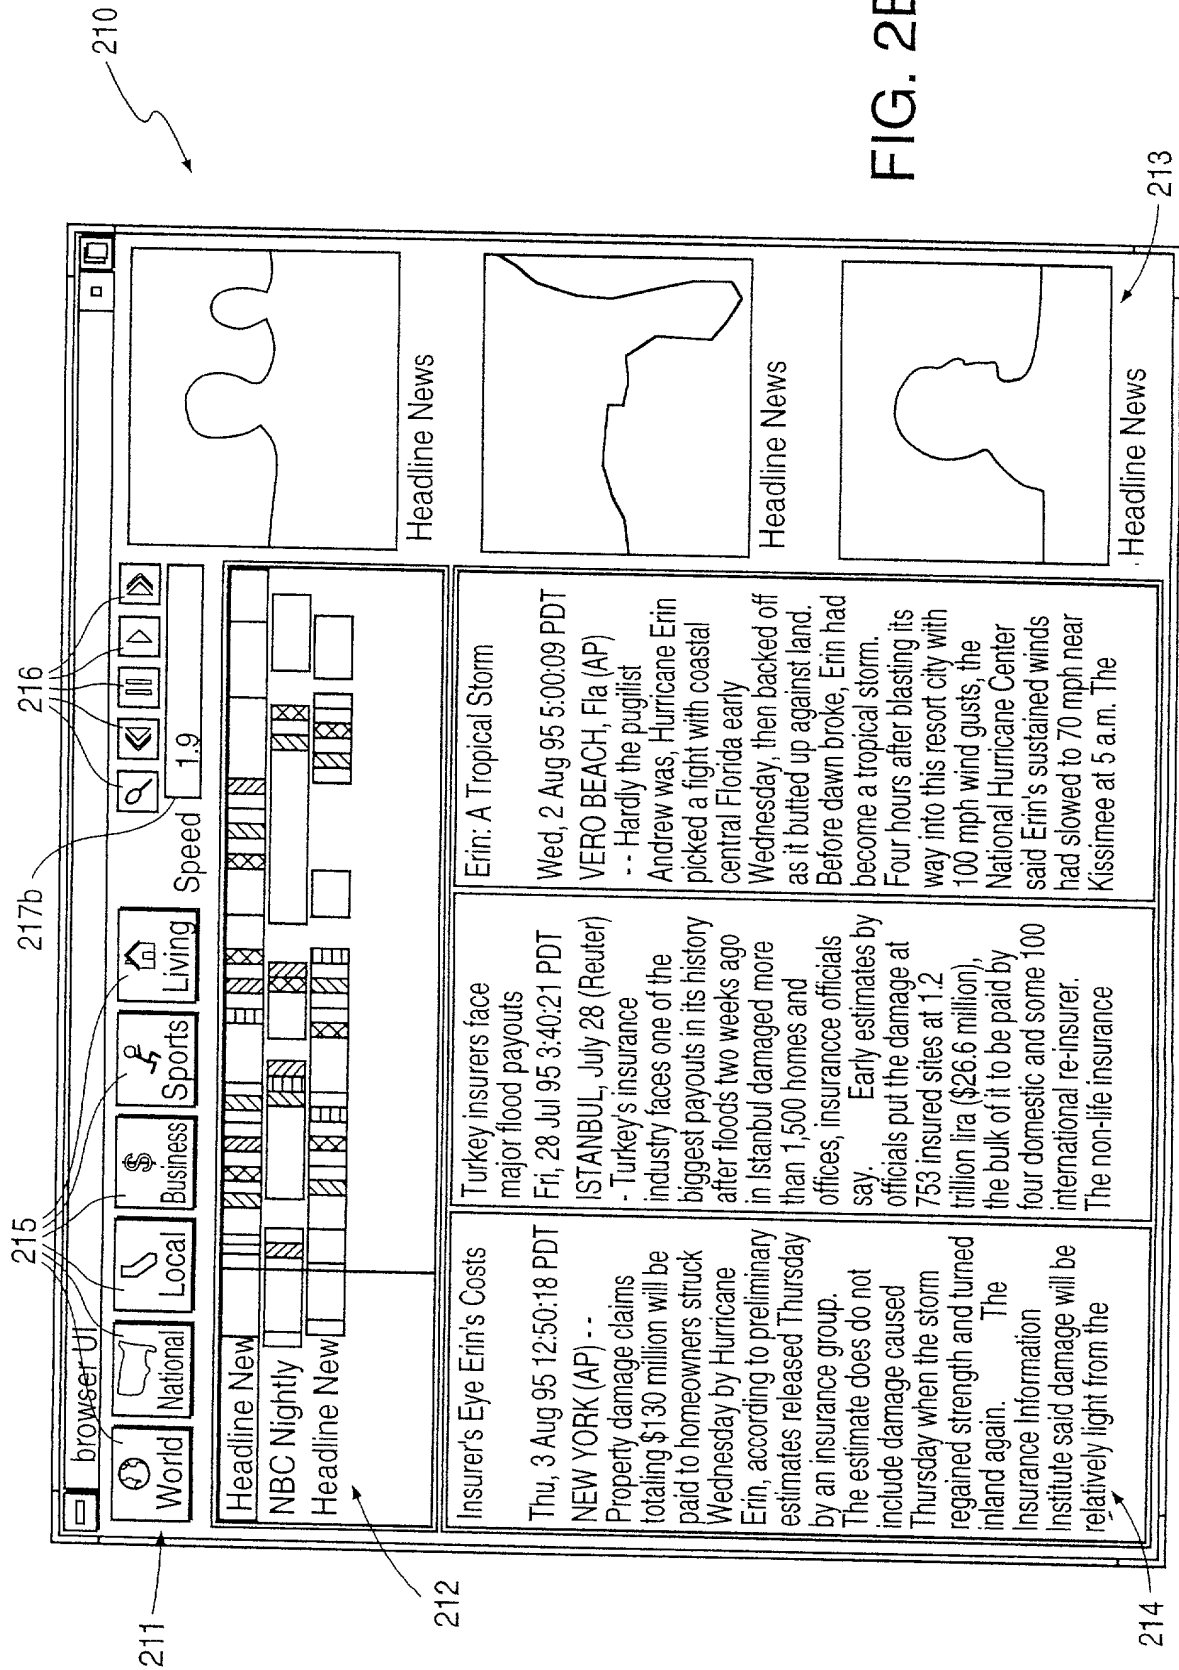 210
browser UI
215
217b
216
211
World
National
Local
Business
$
Sports
Living
Speed
1.9
Headline New
NBC Nightly
Headline New
212
Headline News
Headline News
Headline News
213
Insurer's Eye Erin's Costs
Thu, 3 Aug 95 12:50:18 PDT
NEW YORK (AP) - -
Property damage claims
totaling $130 million will be
paid to homeowners struck
Wednesday by Hurricane
Erin, according to preliminary
estimates released Thursday
by an insurance group.
The estimate does do not
include damage caused
Thursday when the storm
regained strength and turned
inland again. The
Insurance Information
Institute said damage will be
relatively light from the
Turkey insurers face
major flood payouts
Fri, 28 Jul 95 3:40:21 PDT
ISTANBUL, July 28 (Reuter)
- Turkey's insurance
industry faces one of the
biggest payouts in its history
after floods two weeks ago
in Istanbul damaged more
than 1,500 homes and
offices, insurancce officials
say. Early estimates by
officials put the damage at
753 insured sites at 1.2
trillion lira ($26.6 million),
the bulk of it to be paid by
four domestic and some 100
international re-insurer.
The non-life insurance
Erin: A Tropical Storm
Wed, 2 Aug 95 5:00:09 PDT
VERO BEACH, Fla (AP)
- - Hardly the pugilist
Andrew was, Hurricane Erin
picked a fight with coastal
central Florida early
Wednesday, then backed off
as it butted up against land.
Before dawn broke, Erin had
become a tropical storm.
Four hours after blasting its
way into this resort city with
100 mph wind gusts, the
National Hurricane Center
said Erin's sustained winds
had slowed to 70 mph near
Kissimee at 5 a.m. The
214
FIG. 2B